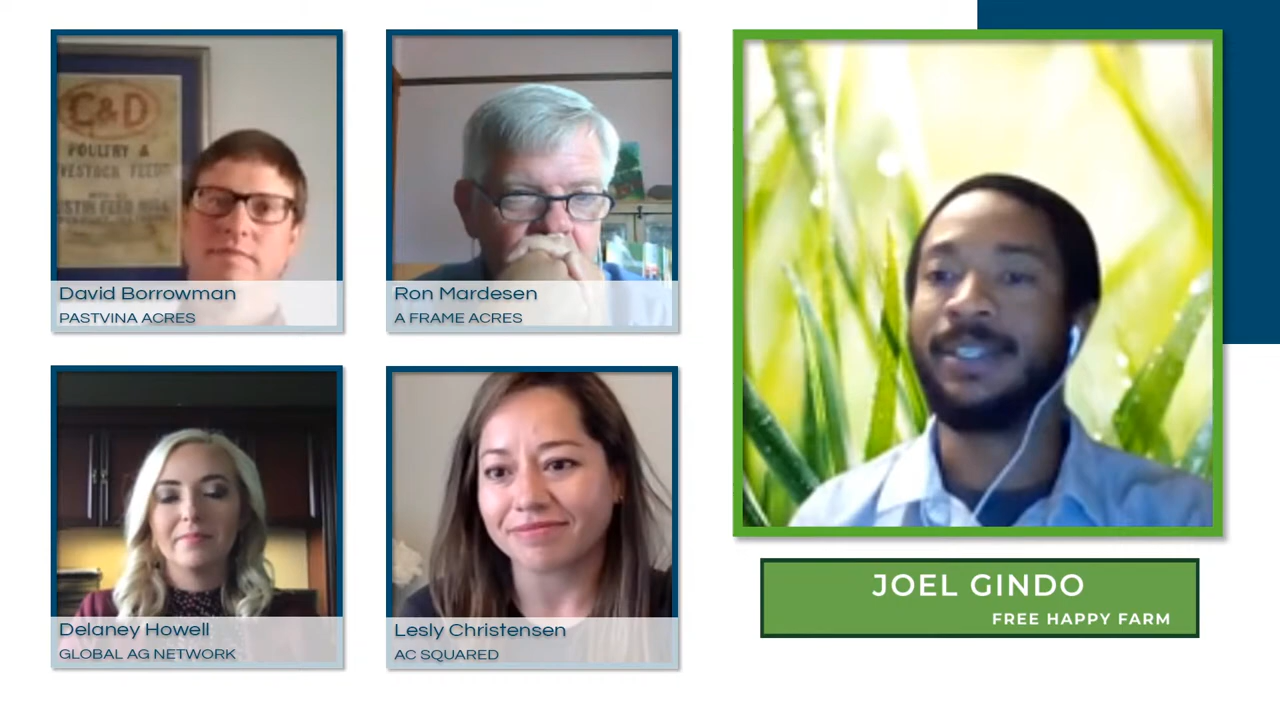 C&D
POULTRY &
David Borrowman
PASTVINA ACRES
Ron Mardesen
A FRAME ACRES
Delaney Howell
GLOBAL AG NETWORK
Lesly Christensen
AC SQUARED
JOEL GINDO
FREE HAPPY FARM